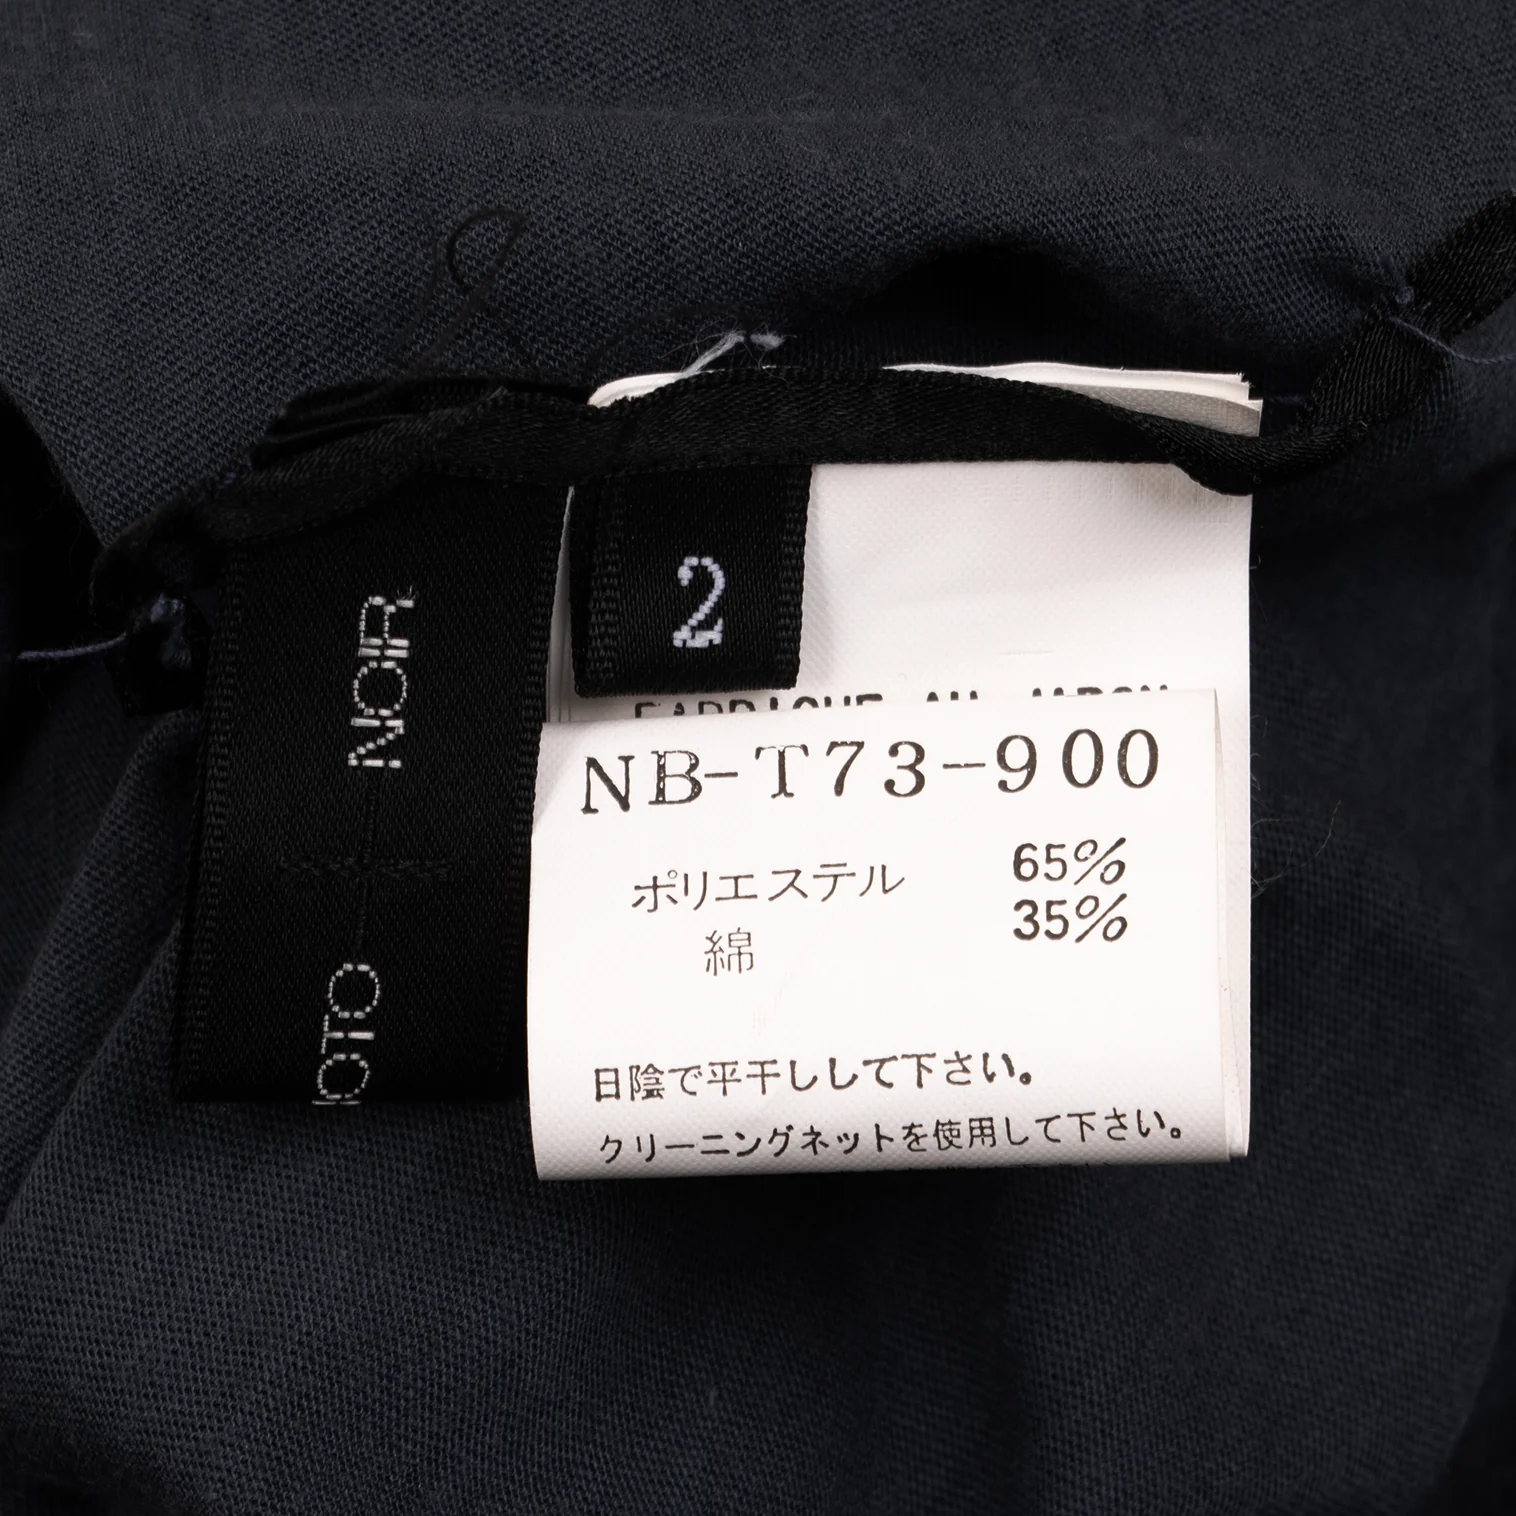 NOIR
2
NB-T73-900
ポリエステル 65%
綿 35%
日陰で平干しして下さい。
クリーニングネットを使用して下さい。